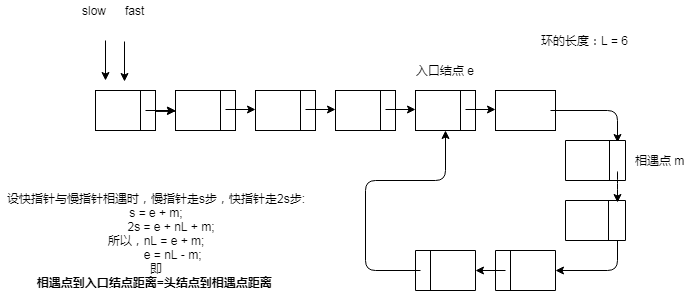 slow fast
环的长度：L = 6
入口结点 e
相遇点 m
设快指针与慢指针相遇时，慢指针走s步，快指针走2s步:
s = e + m;
2s = e + nL + m;
所以，nL = e + m;
e = nL - m;
即
相遇点到入口结点距离=头结点到相遇点距离